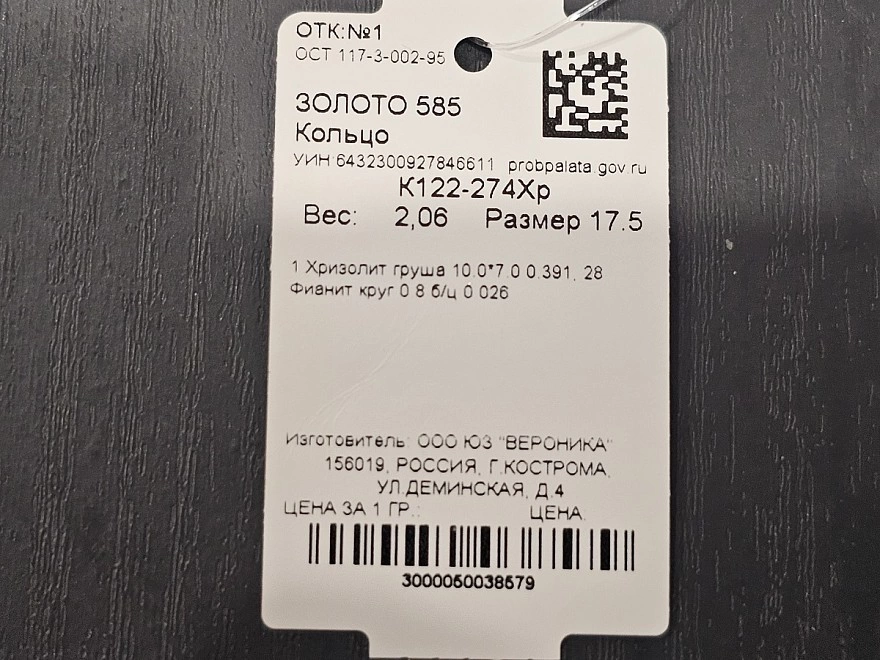 ОТК:№1
ОСТ 117-3-002-95
ЗОЛОТО 585
Кольцо
УИН:6432300927846611 probpalata.gov.ru
К122-274Хр
Вес: 2,06 Размер 17.5
1 Хризолит груша 10.0*7.0 0.391, 28
Фианит круг 0.8 б/ц 0.026
Изготовитель: ООО ЮЗ "ВЕРОНИКА"
156019, РОССИЯ, Г.КОСТРОМА,
УЛ.ДЕМИНСКАЯ, Д.4
ЦЕНА ЗА 1 ГР.: ЦЕНА:
3000050038579